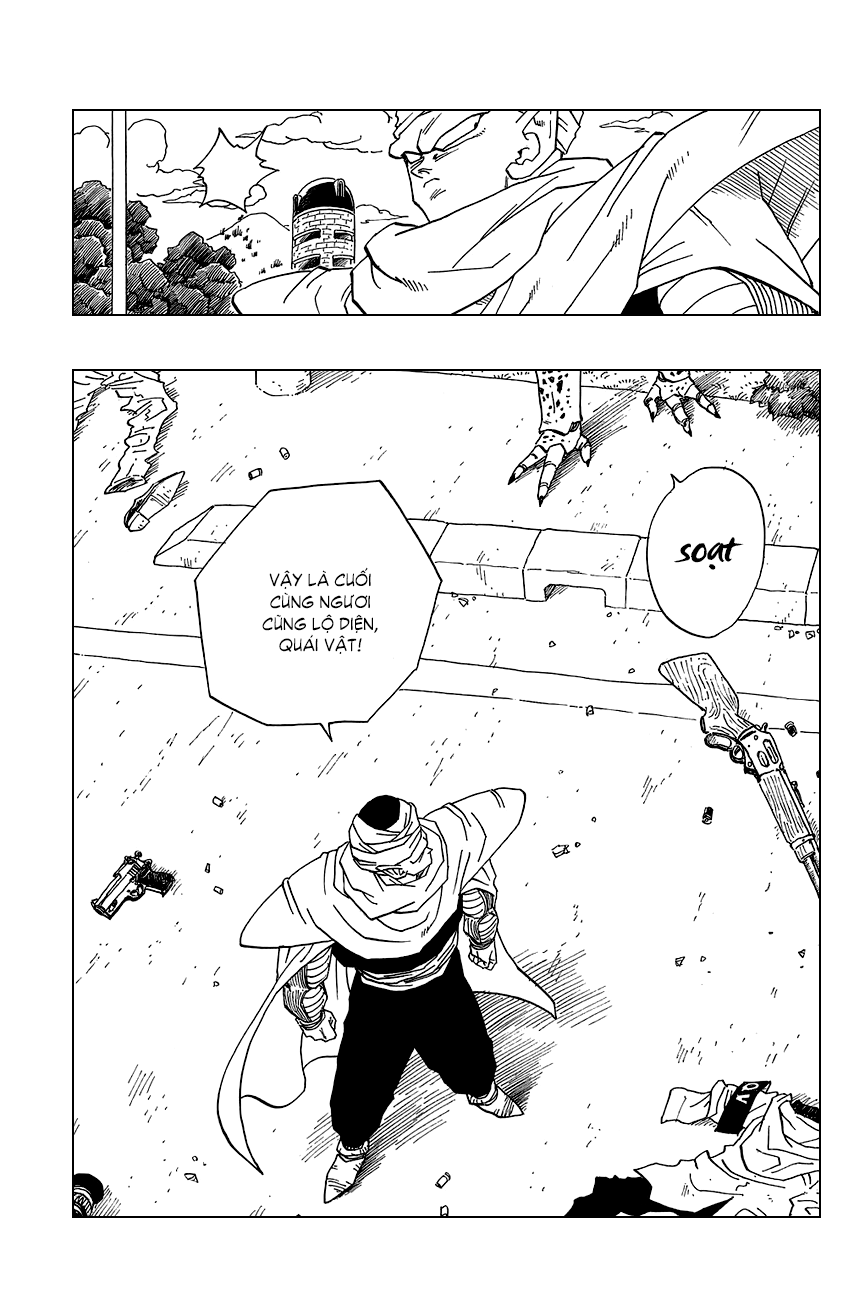 soạt
VẬY LÀ CUỐI
CÙNG NGƯƠI
CŨNG LỘ DIỆN,
QUÁI VẬT!